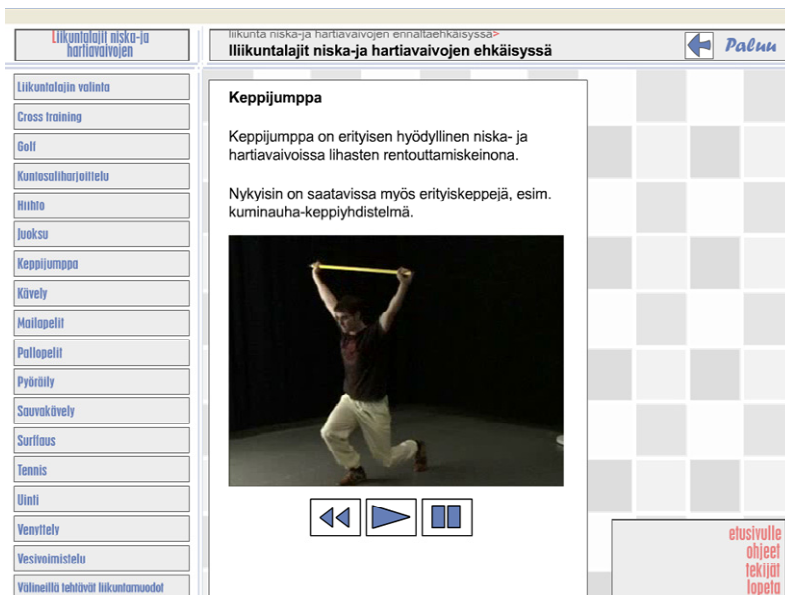 Liikuntalajit niska-ja
hartiavaivojen
liikunta niska-ja hartiavaivojen ennaltaehkäisyssä>
Iliikuntalajit niska-ja hartiavaivojen ehkäisyssä
Paluu
Liikuntalajin valinta
Cross training
Golf
Kuntosaliharjoittelu
Hiihto
Juoksu
Keppijumppa
Kävely
Mailapelit
Pallopelit
Pyöräily
Sauvakävely
Surffaus
Tennis
Uinti
Venyttely
Vesivoimistelu
Välineillä tehtävät liikuntamuodot
Keppijumppa
Keppijumppa on erityisen hyödyllinen niska- ja
hartiavaivoissa lihasten rentouttamiskeinona.
Nykyisin on saatavissa myös erityiskeppejä, esim.
kuminauha-keppiyhdistelmä.
etusivulle
ohjeet
tekijät
lopeta